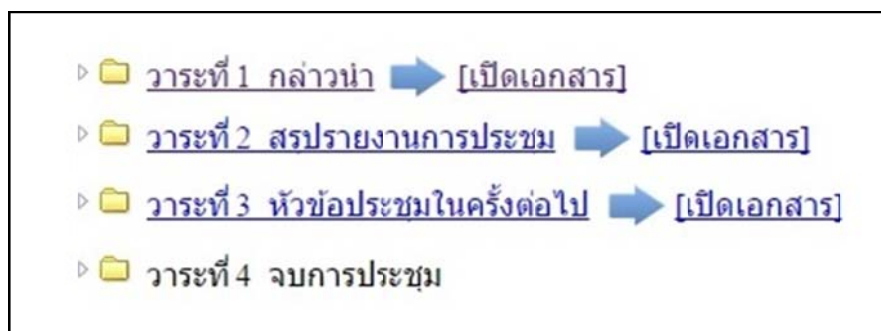 วาระที่ 1 กล่าวนำ [เปิดเอกสาร]
วาระที่ 2 สรุปรายงานการประชุม [เปิดเอกสาร]
วาระที่ 3 หัวข้อประชุมในครั้งต่อไป [เปิดเอกสาร]
วาระที่ 4 จบการประชุม